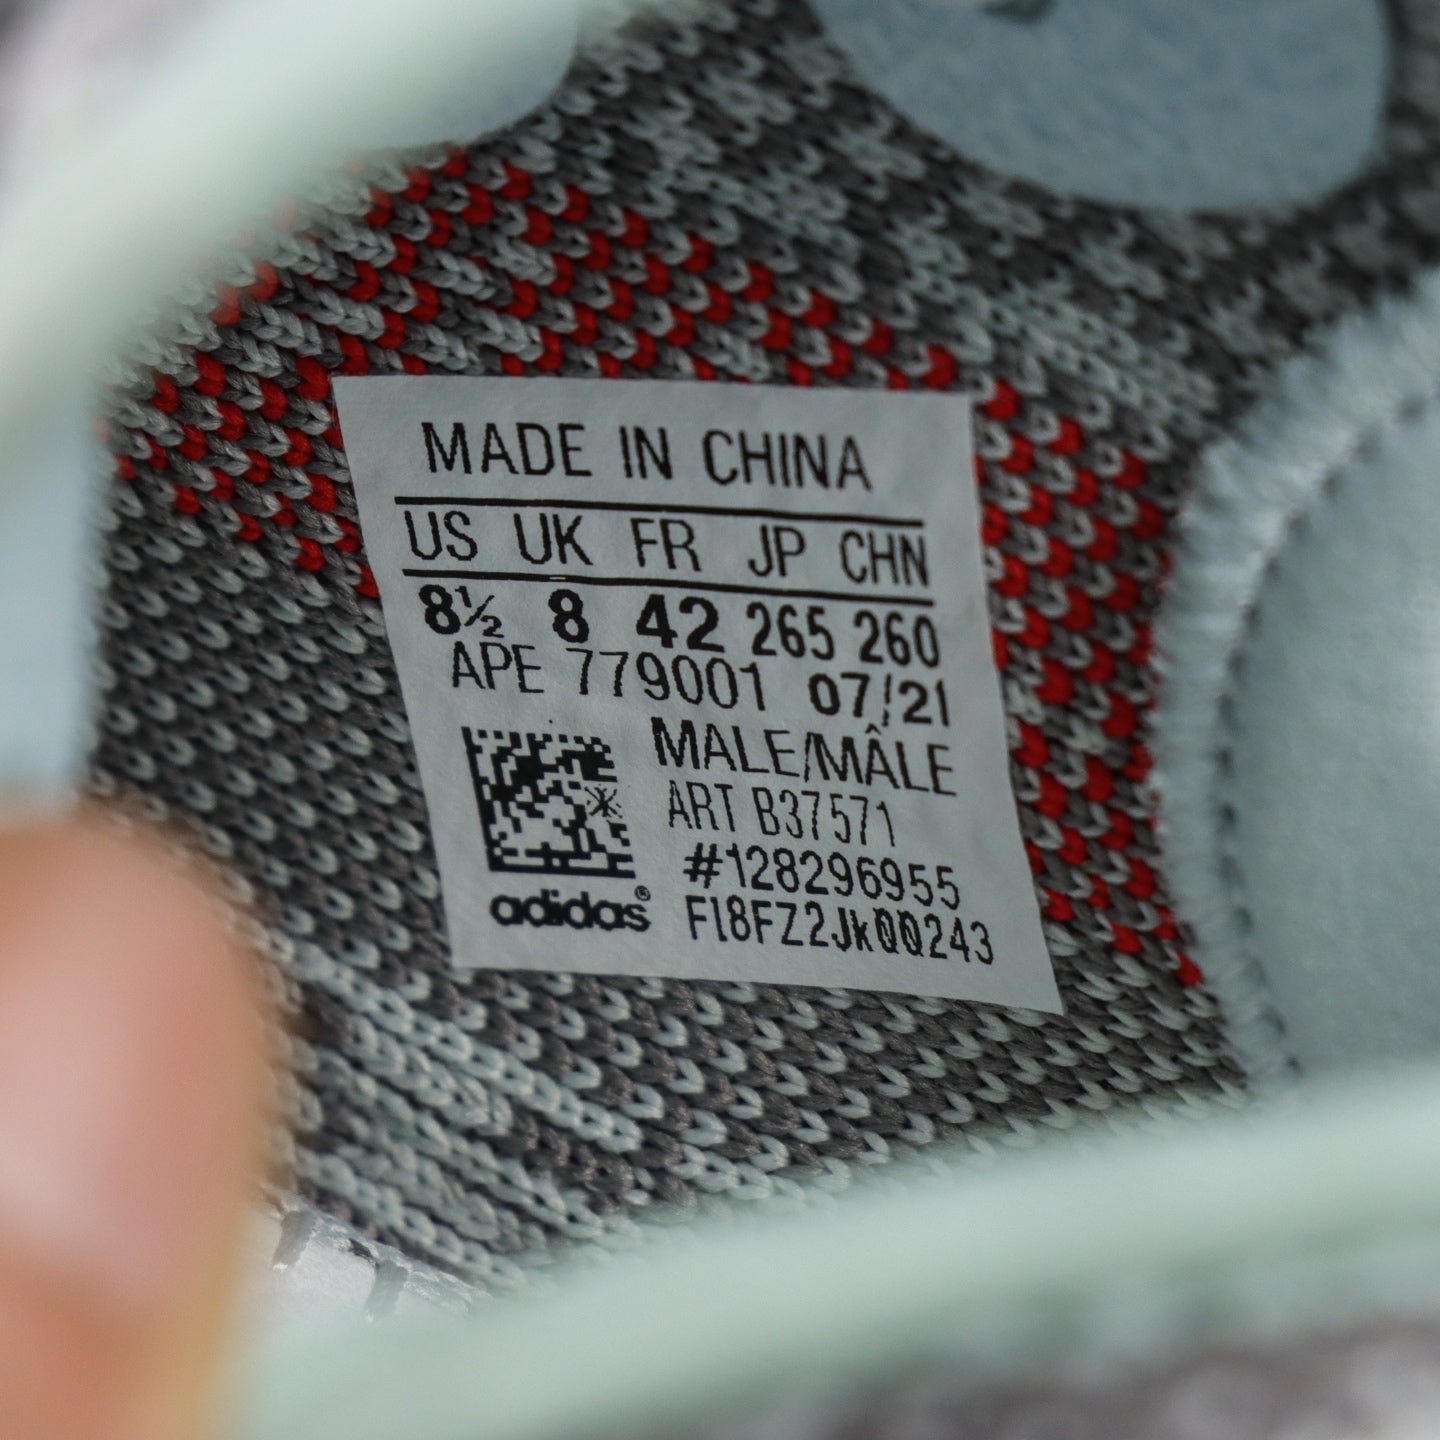 MADE IN CHINA
US UK FR JP CHN
8½ 8 42 265 260
APE 779001 07/21
MALE/MÂLE
ART B37571
#128296955
FI8FZ2JK00243
adidas®